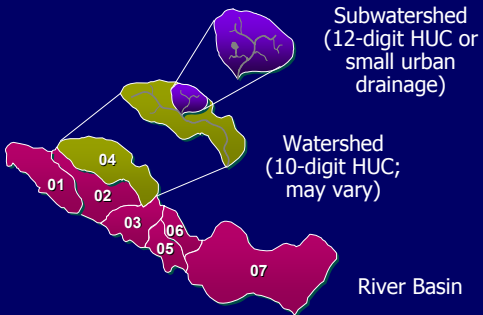 Subwatershed
(12-digit HUC or
small urban
drainage)
Watershed
(10-digit HUC;
may vary)
04
01
02
03
06
05
07
River Basin